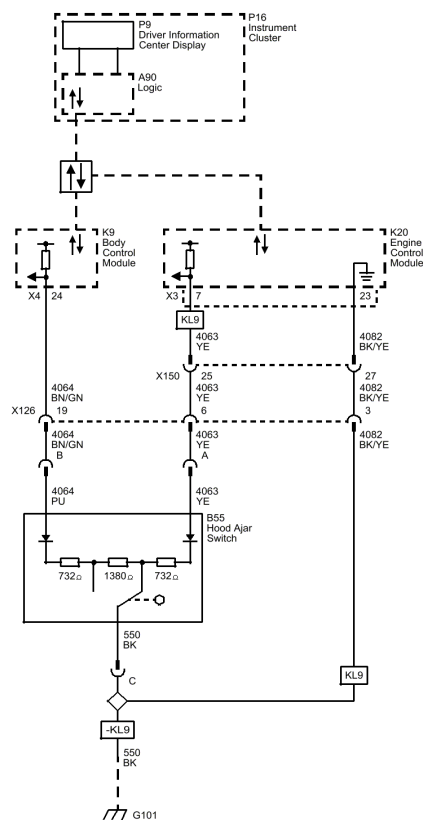 P9
Driver Information
Center Display
P16
Instrument
Cluster
A90
Logic
K9
Body
Control
Module
K20
Engine
Control
Module
X4 24
X3 7
23
KL9
4063
YE
4082
BK/YE
X150 25
27
4064
BN/GN
4063
YE
4082
BK/YE
X126 19
6
3
4064
BN/GN
B
4063
YE
A
4082
BK/YE
4064
PU
4063
YE
B55
Hood Ajar
Switch
732Ω 1380Ω 732Ω
550
BK
C
KL9
-KL9
550
BK
G101